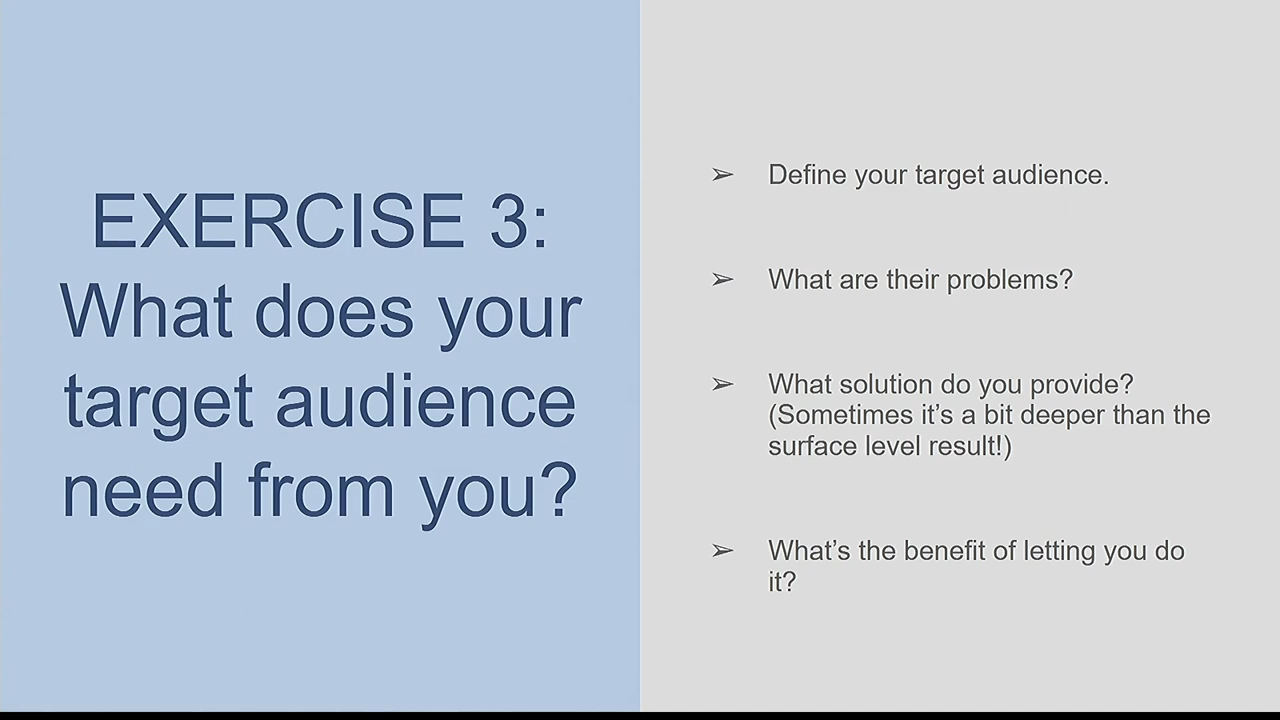 EXERCISE 3:
What does your
target audience
need from you?
➢ Define your target audience.
➢ What are their problems?
➢ What solution do you provide?
(Sometimes it’s a bit deeper than the
surface level result!)
➢ What’s the benefit of letting you do
it?